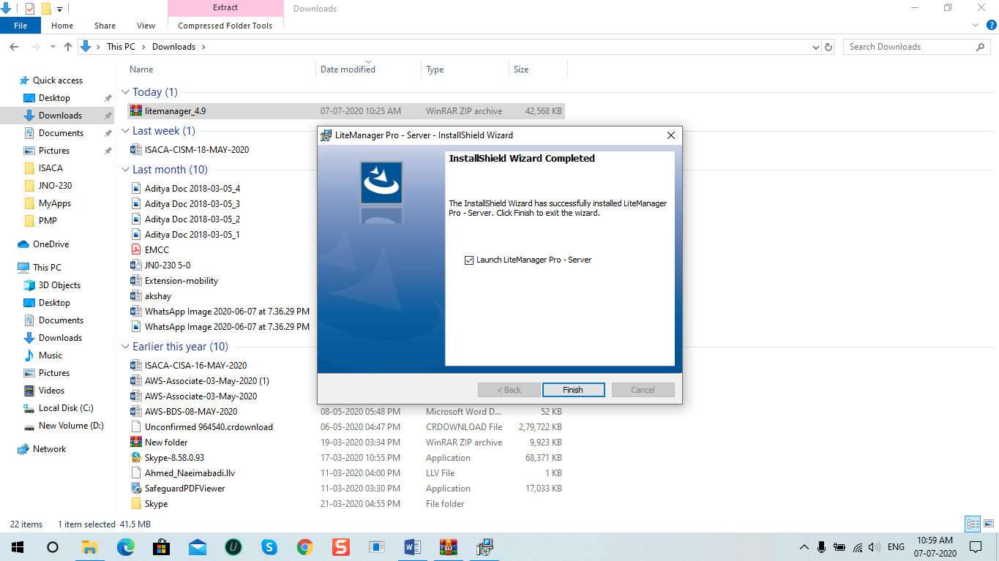 Extract
Downloads
File
Home
Share
View
Compressed Folder Tools
This PC
Downloads
Search Downloads
Name
Date modified
Type
Size
Quick access
Desktop
Downloads
Documents
Pictures
ISACA
JNO-230
MyApps
PMP
OneDrive
This PC
3D Objects
Desktop
Documents
Downloads
Music
Pictures
Videos
Local Disk (C:)
New Volume (D:)
Network
Today (1)
litemanager_4.9 07-07-2020 10:25 AM WinRAR ZIP archive 42,568 KB
Last week (1)
ISACA-CISM-18-MAY-2020
Last month (10)
Aditya Doc 2018-03-05_4
Aditya Doc 2018-03-05_3
Aditya Doc 2018-03-05_2
Aditya Doc 2018-03-05_1
EMCC
JN0-230 5-0
Extension-mobility
akshay
WhatsApp Image 2020-06-07 at 7.36.29 PM
WhatsApp Image 2020-06-07 at 7.36.29 PM
Earlier this year (10)
ISACA-CISA-16-MAY-2020
AWS-Associate-03-May-2020 (1)
AWS-Associate-03-May-2020
AWS-BDS-08-MAY-2020 08-05-2020 05:48 PM Microsoft Word D... 52 KB
Unconfirmed 964540.crdownload 06-05-2020 04:47 PM CRDOWNLOAD File 2,79,722 KB
New folder 19-03-2020 03:34 PM WinRAR ZIP archive 9,923 KB
Skype-8.58.0.93 17-03-2020 10:55 PM Application 68,371 KB
Ahmed_Naeimabadi.llv 11-03-2020 04:00 PM LLV File 1 KB
SafeguardPDFViewer 11-03-2020 03:30 PM Application 17,033 KB
Skype 21-03-2020 04:55 PM File folder
LiteManager Pro - Server - InstallShield Wizard
InstallShield Wizard Completed
The InstallShield Wizard has successfully installed LiteManager
Pro - Server. Click Finish to exit the wizard.
Launch LiteManager Pro - Server
< Back
Finish
Cancel
22 items
1 item selected 41.5 MB
ENG
10:59 AM
07-07-2020